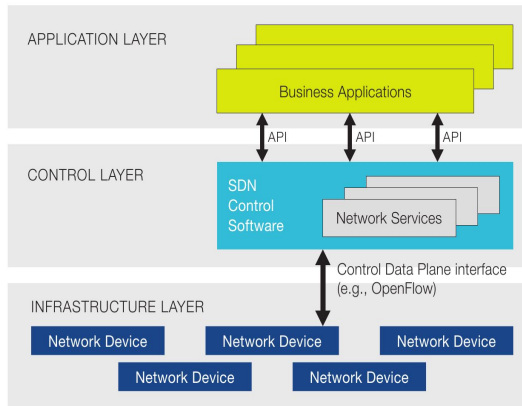 APPLICATION LAYER
Business Applications
API
API
API
CONTROL LAYER
SDN
Control
Software
Network Services
Control Data Plane interface
(e.g., OpenFlow)
INFRASTRUCTURE LAYER
Network Device
Network Device
Network Device
Network Device
Network Device